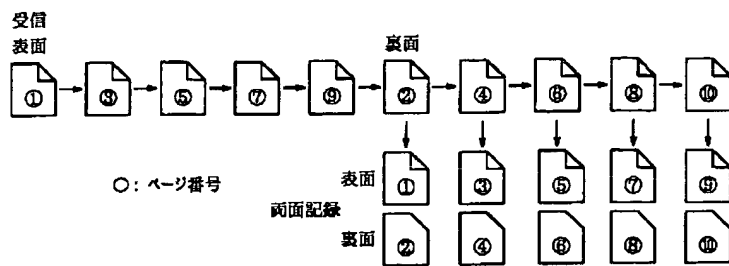 受信
表面 裏面
① ③ ⑤ ⑦ ⑨ ② ④ ⑥ ⑧ ⑩
表面 ① ③ ⑤ ⑦ ⑨
○: ページ番号
両面記録
裏面 ② ④ ⑥ ⑧ ⑩